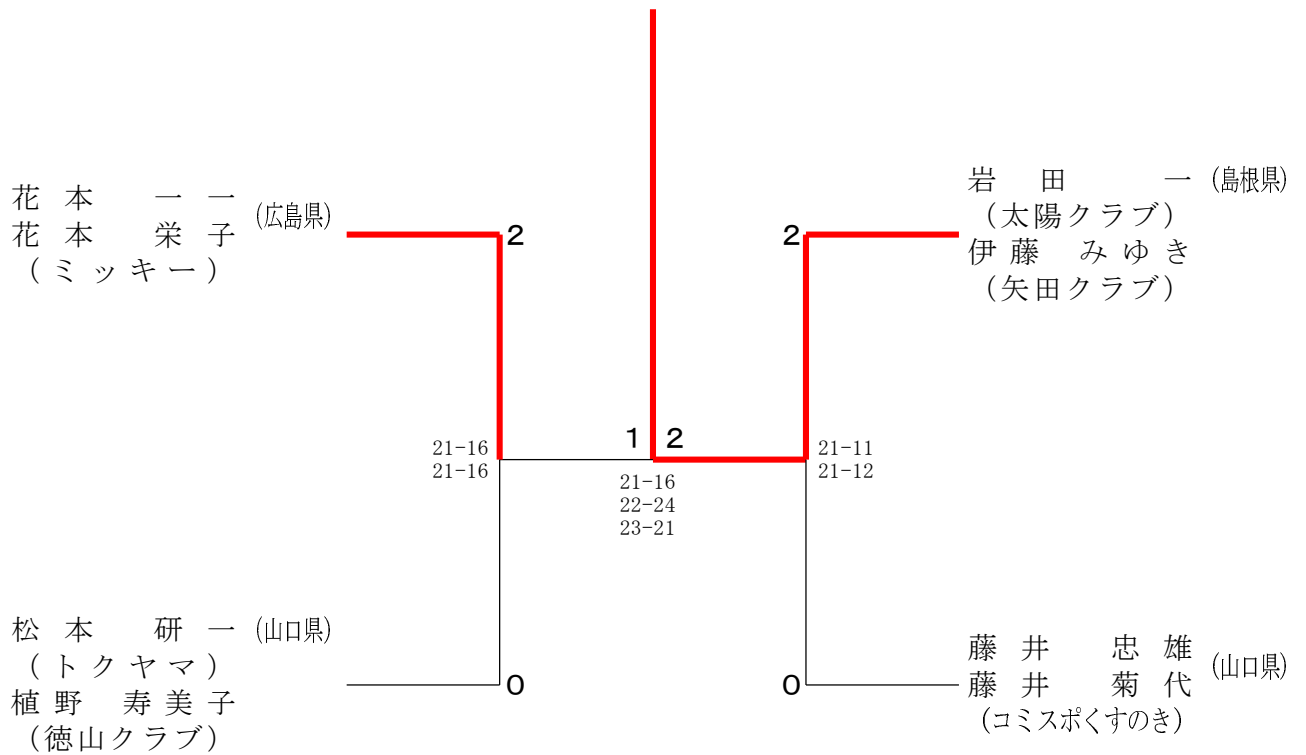 花本 一一 (広島県)
花本 栄子
(ミッキー)
2
松本 研一 (山口県)
(トクヤマ)
植野 寿美子
(徳山クラブ)
0
21-16
21-16
1 2
21-16
22-24
23-21
岩田 一 (島根県)
(太陽クラブ)
伊藤 みゆき
(矢田クラブ)
2
21-11
21-12
藤井 忠雄 (山口県)
藤井 菊代
(コミスポくすのき)
0